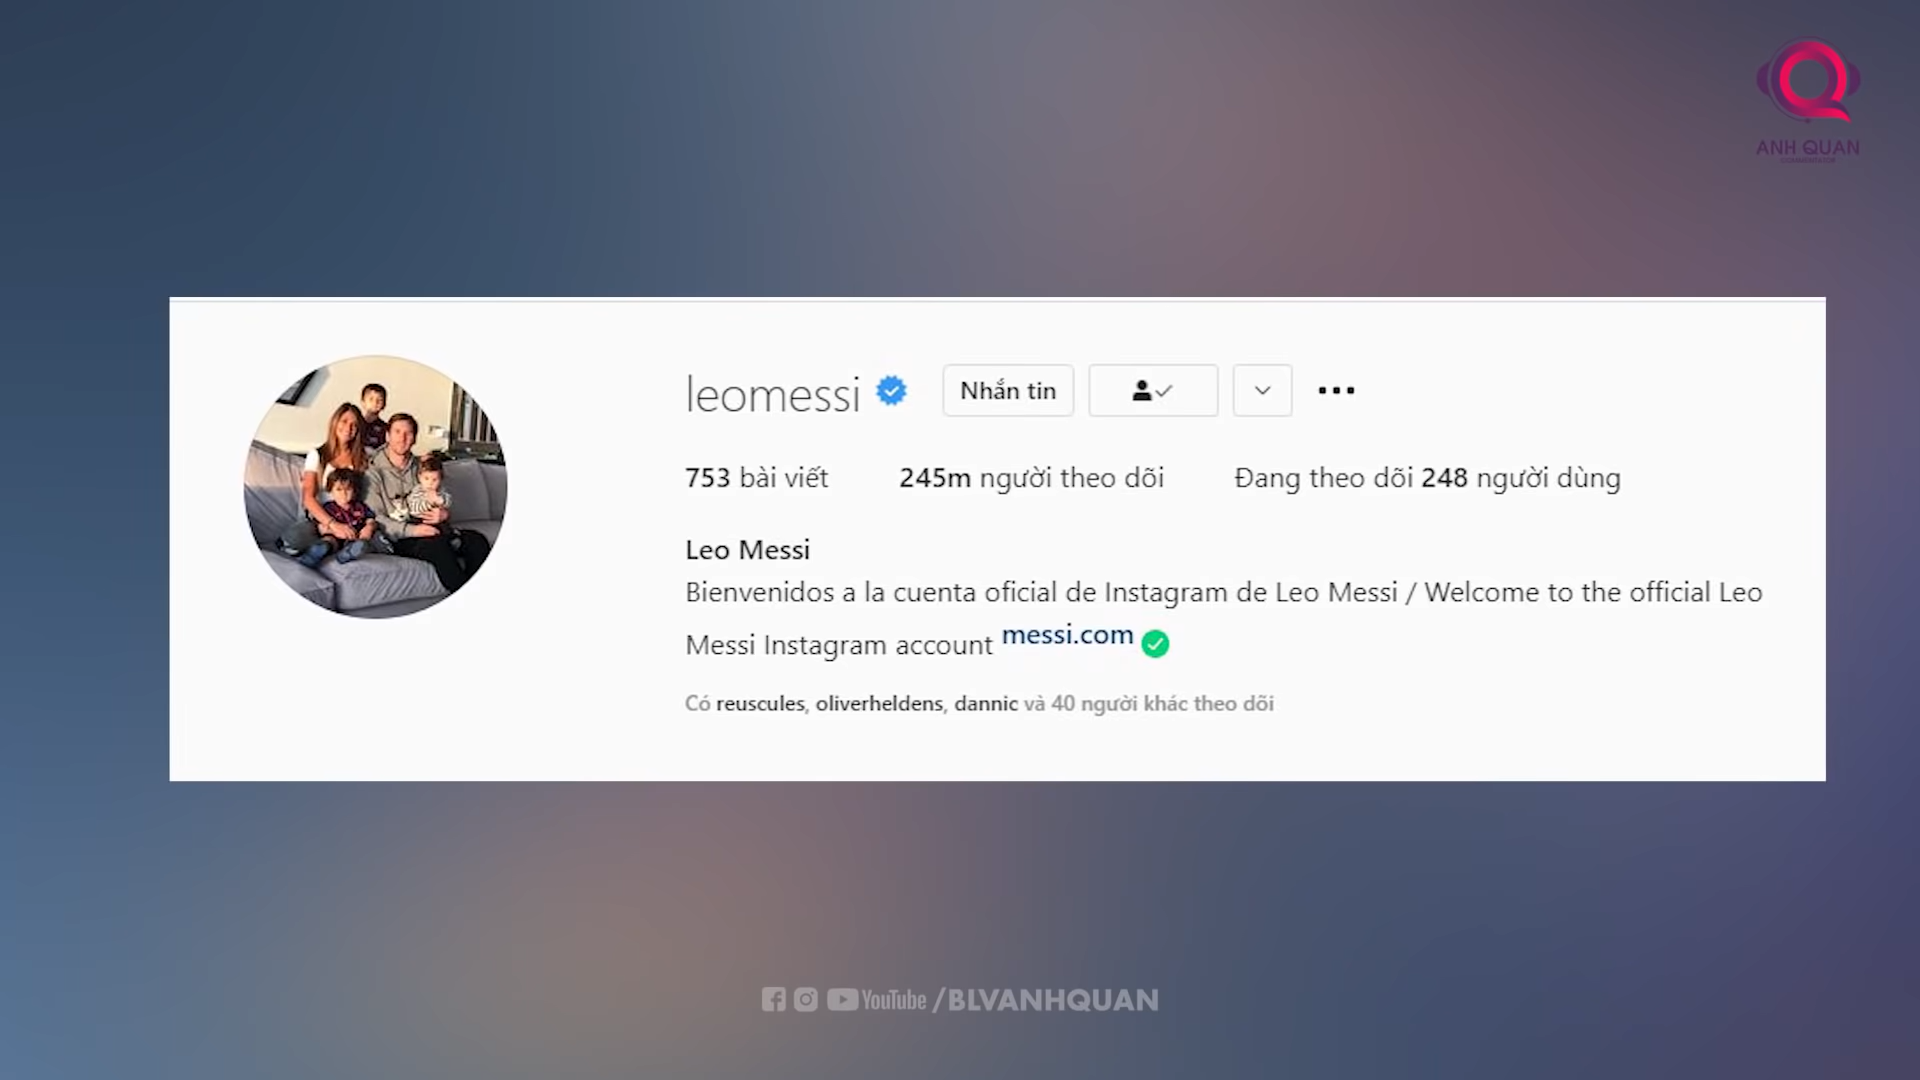 ANH QUAN
leomessi
Nhắn tin
753 bài viết
245m người theo dõi
Đang theo dõi 248 người dùng
Leo Messi
Bienvenidos a la cuenta oficial de Instagram de Leo Messi / Welcome to the official Leo
Messi Instagram account messi.com
Có reuscules, oliverheldens, dannic và 40 người khác theo dõi
YouTube /BLVANHQUAN